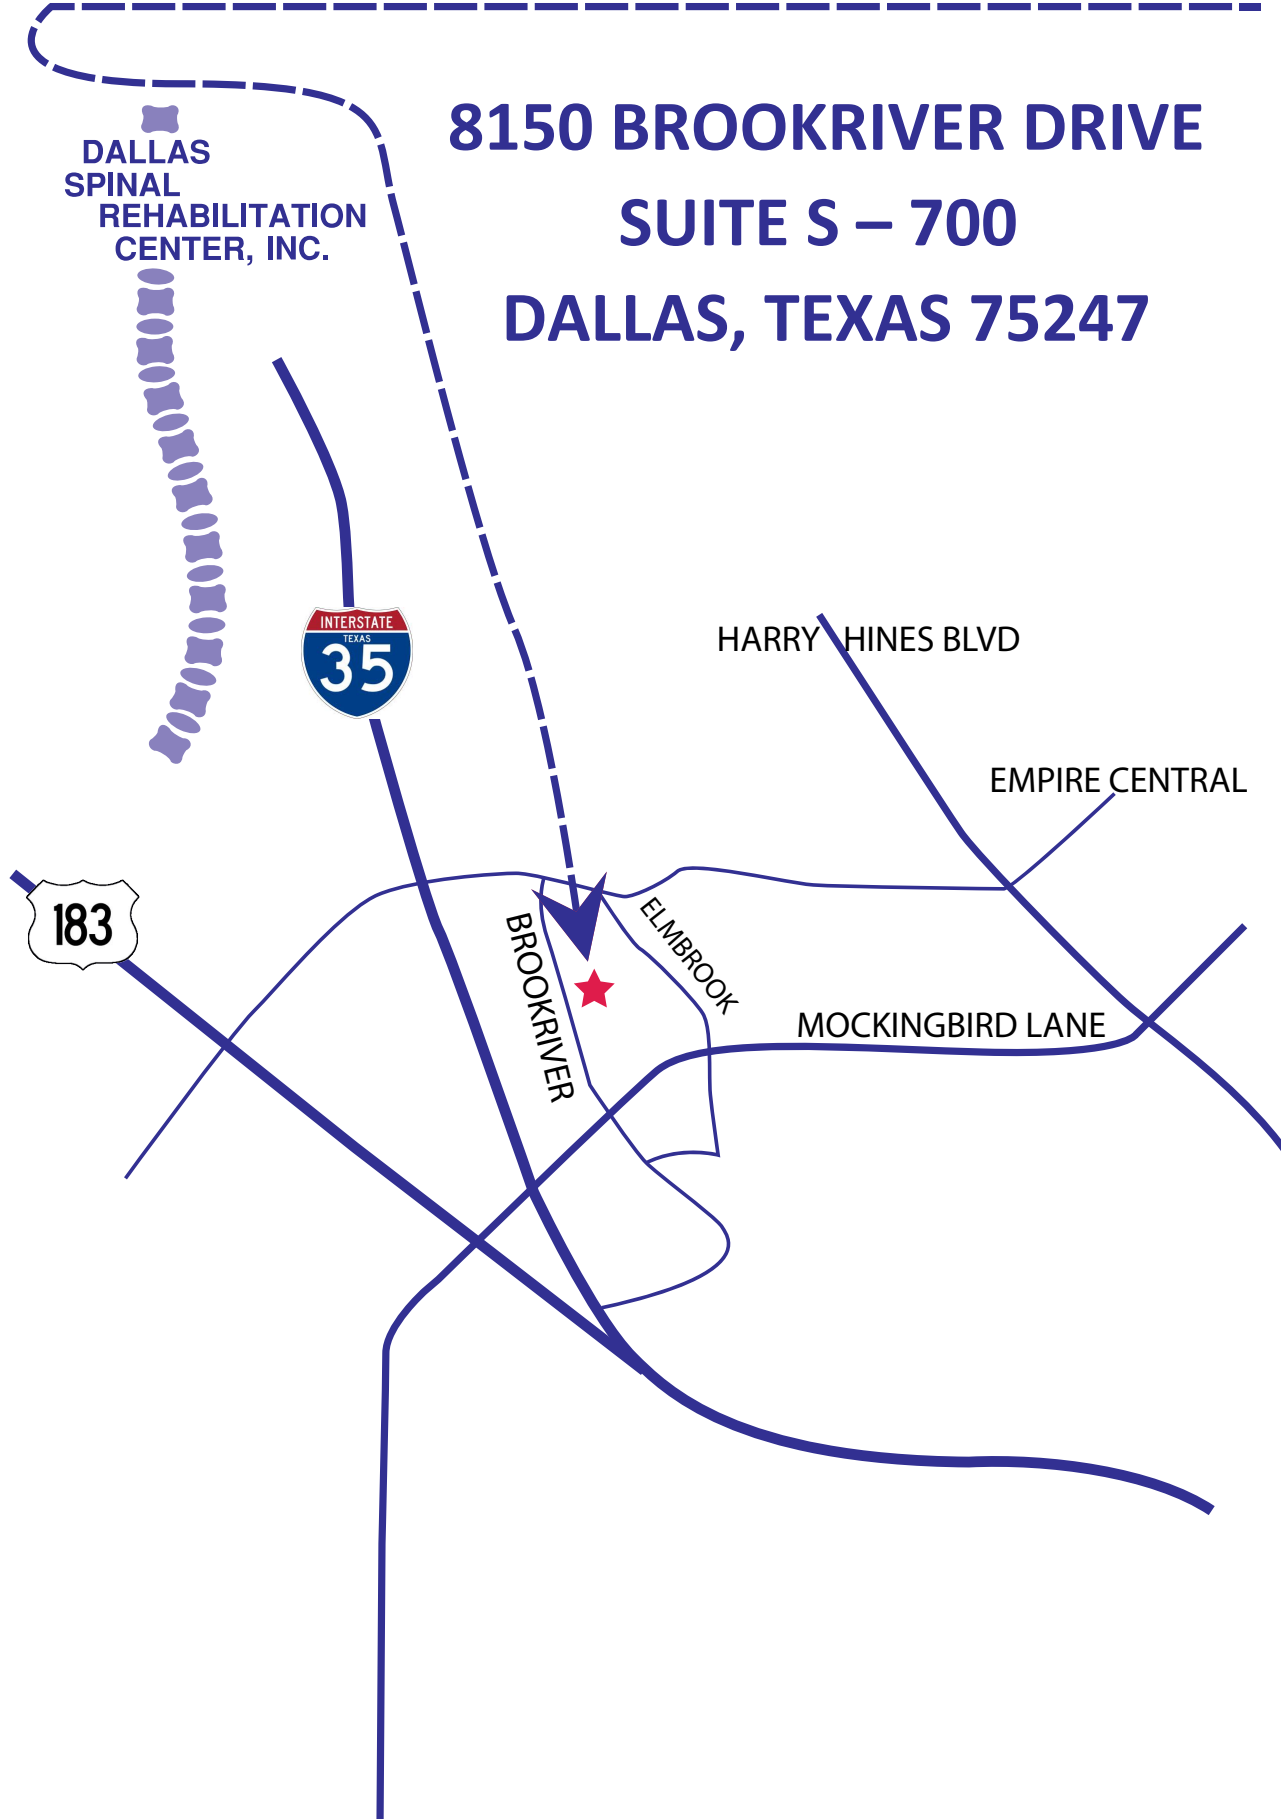 8150 BROOKRIVER DRIVE
SUITE S – 700
DALLAS, TEXAS 75247
DALLAS
SPINAL
REHABILITATION
CENTER, INC.
INTERSTATE
TEXAS
35
HARRY HINES BLVD
EMPIRE CENTRAL
183
BROOKRIVER
ELMBROOK
MOCKINGBIRD LANE